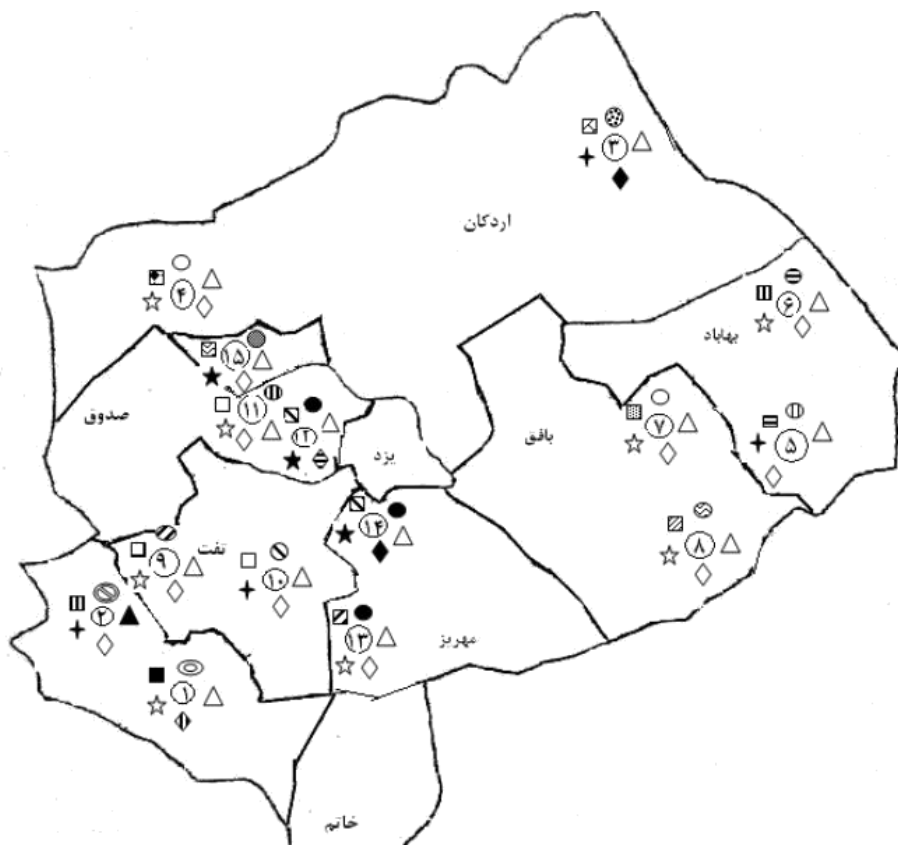 ۳
اردکان
۴
۶
بهاباد
۱۵
صدوق
۱۱
۷
۱۲
یزد
بافق
۵
۱۴
۸
۹
تفت
۱۰
۲
۱۳
مهریز
۱
خاتم